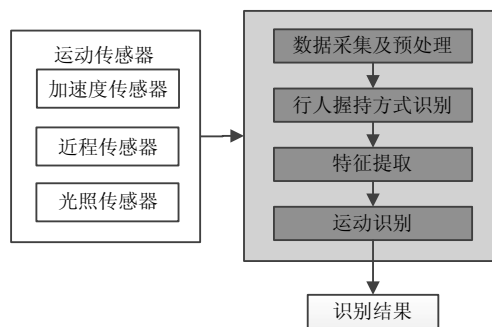 运动传感器
加速度传感器
近程传感器
光照传感器
数据采集及预处理
行人握持方式识别
特征提取
运动识别
识别结果